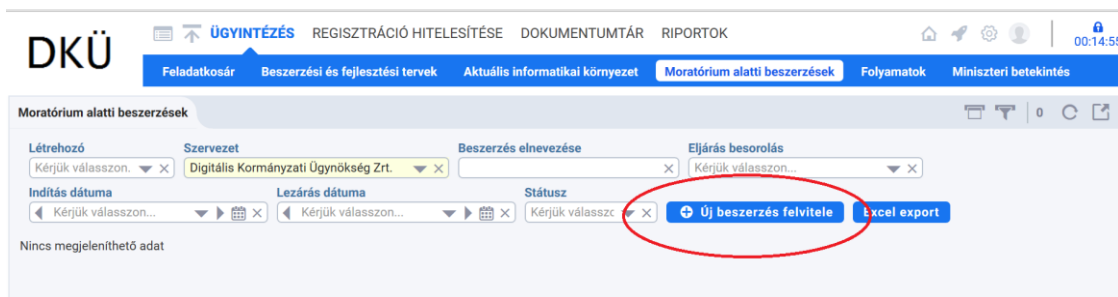 DKÜ
ÜGYINTÉZÉS REGISZTRÁCIÓ HITELESÍTÉSE DOKUMENTUMTÁR RIPORTOK
00:14:55
Feladatkosár Beszerzési és fejlesztési tervek Aktuális informatikai környezet Moratórium alatti beszerzések Folyamatok Miniszteri betekintés
Moratórium alatti beszerzések 0
Létrehozó Szervezet Beszerzés elnevezése Eljárás besorolás
Kérjük válasszon. Digitális Kormányzati Ügynökség Zrt. Kérjük válasszon...
Indítás dátuma Lezárás dátuma Státusz
Kérjük válasszon... Kérjük válasszon... Kérjük válasszc Új beszerzés felvitele Excel export
Nincs megjeleníthető adat